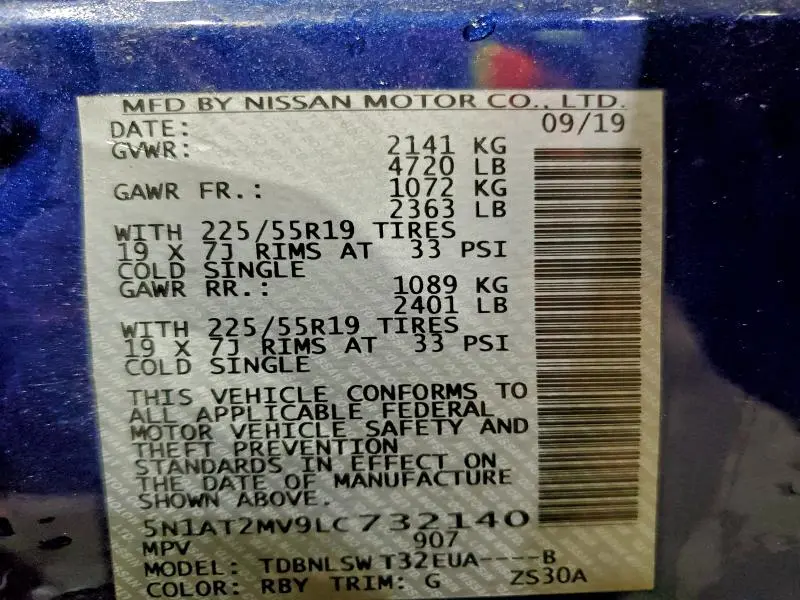 MFD BY NISSAN MOTOR CO., LTD.
DATE: 09/19
GVWR: 2141 KG
4720 LB
GAWR FR.: 1072 KG
2363 LB
WITH 225/55R19 TIRES
19 X 7J RIMS AT 33 PSI
COLD SINGLE
GAWR RR.: 1089 KG
2401 LB
WITH 225/55R19 TIRES
19 X 7J RIMS AT 33 PSI
COLD SINGLE
THIS VEHICLE CONFORMS TO
ALL APPLICABLE FEDERAL
MOTOR VEHICLE SAFETY AND
THEFT PREVENTION
STANDARDS IN EFFECT ON
THE DATE OF MANUFACTURE
SHOWN ABOVE.
5N1AT2MV9LC732140
MPV 907
MODEL: TDBNLSW T32EUA----B
COLOR: RBY TRIM: G ZS30A